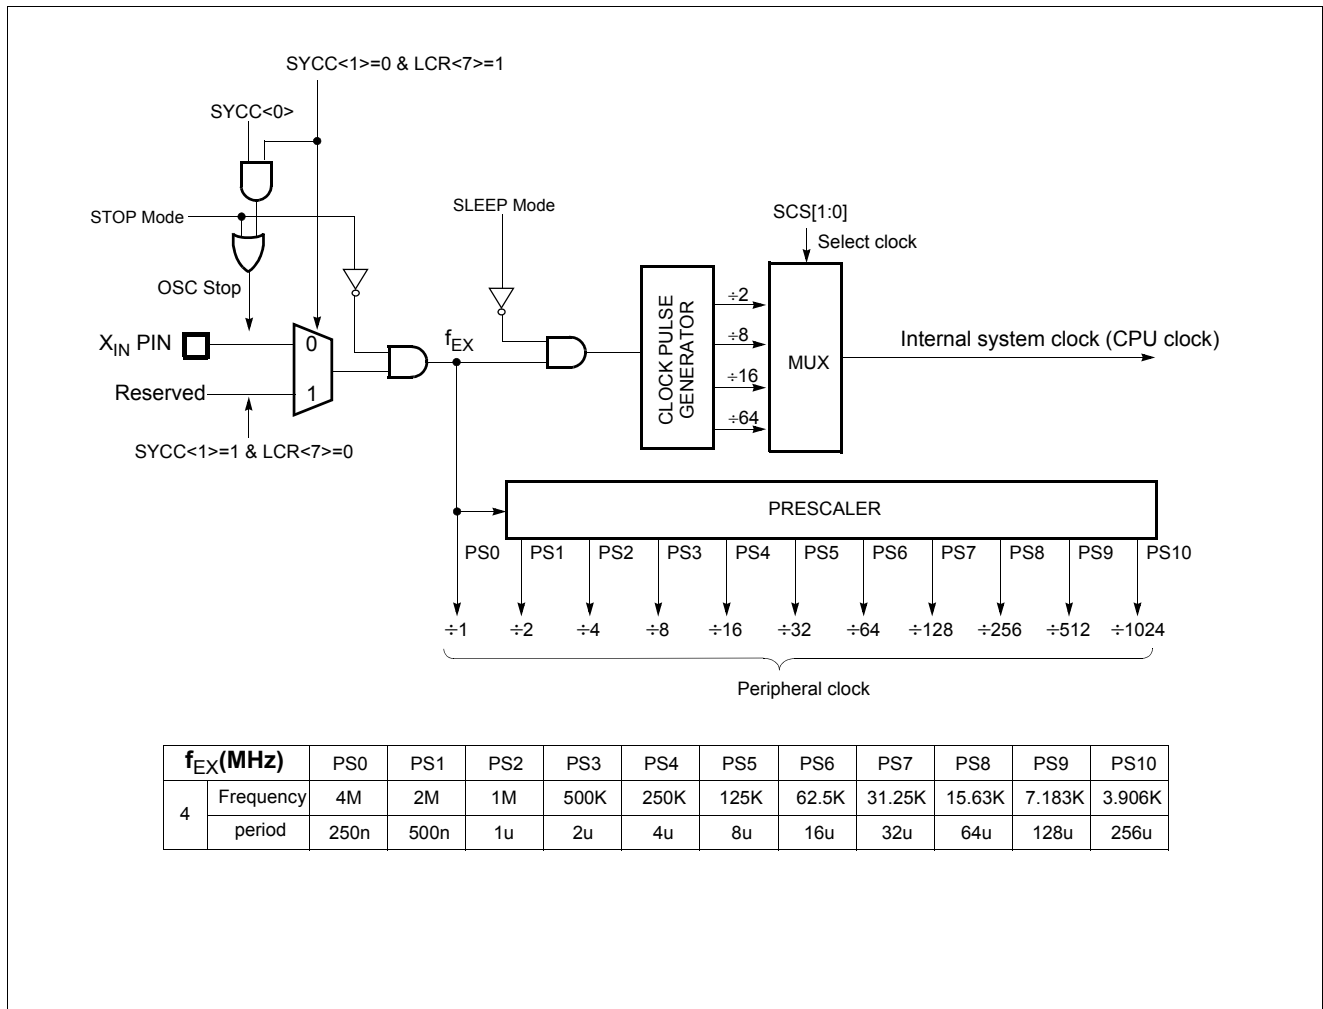 SYCC<1>=0 & LCR<7>=1
SYCC<0>
STOP Mode
SLEEP Mode
SCS[1:0]
Select clock
OSC Stop
XIN PIN
0
fEX
CLOCK PULSE
GENERATOR
÷2
÷8
÷16
÷64
MUX
Internal system clock (CPU clock)
Reserved
1
SYCC<1>=1 & LCR<7>=0
PRESCALER
PS0 PS1 PS2 PS3 PS4 PS5 PS6 PS7 PS8 PS9 PS10
÷1 ÷2 ÷4 ÷8 ÷16 ÷32 ÷64 ÷128 ÷256 ÷512 ÷1024
Peripheral clock
fEX(MHz) PS0 PS1 PS2 PS3 PS4 PS5 PS6 PS7 PS8 PS9 PS10
4 Frequency 4M 2M 1M 500K 250K 125K 62.5K 31.25K 15.63K 7.183K 3.906K
period 250n 500n 1u 2u 4u 8u 16u 32u 64u 128u 256u